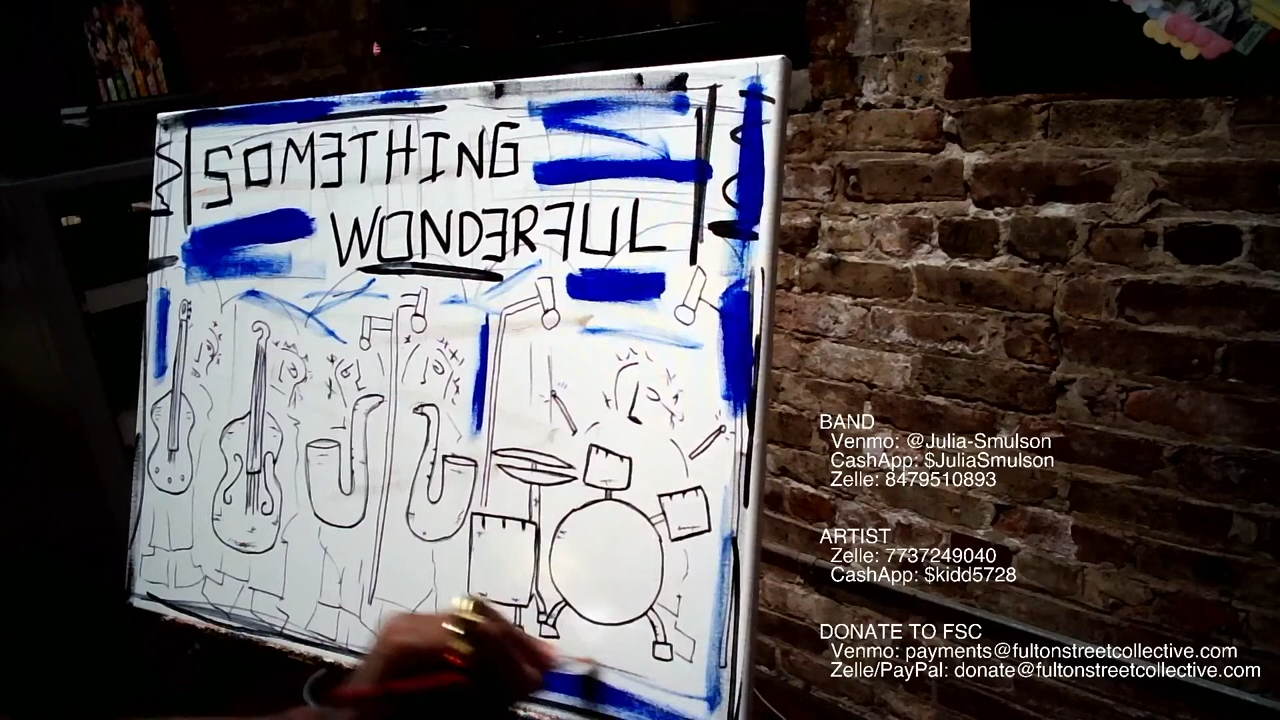 SOMETHING
WONDERFUL
BAND
Venmo: @Julia-Smulson
CashApp: $JuliaSmulson
Zelle: 8479510893
ARTIST
Zelle: 7737249040
CashApp: $kidd5728
DONATE TO FSC
Venmo: payments@fultonstreetcollective.com
Zelle/PayPal: donate@fultonstreetcollective.com